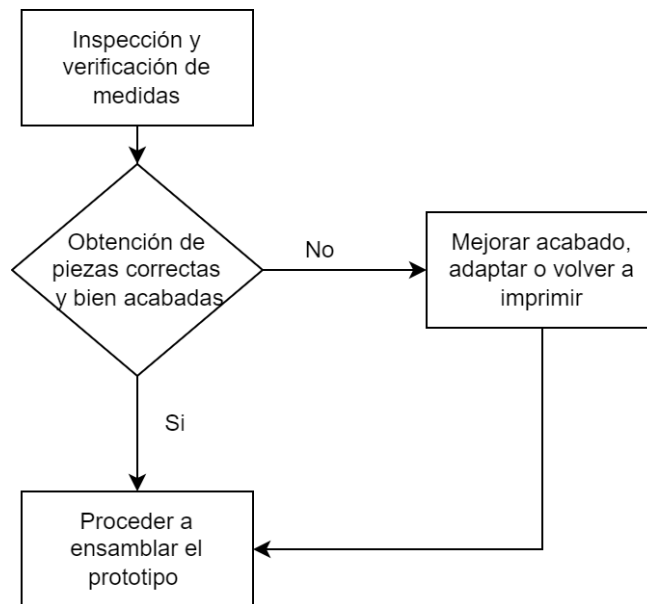 Inspección y
verificación de
medidas
Obtención de
piezas correctas
y bien acabadas
No
Mejorar acabado,
adaptar o volver a
imprimir
Si
Proceder a
ensamblar el
prototipo